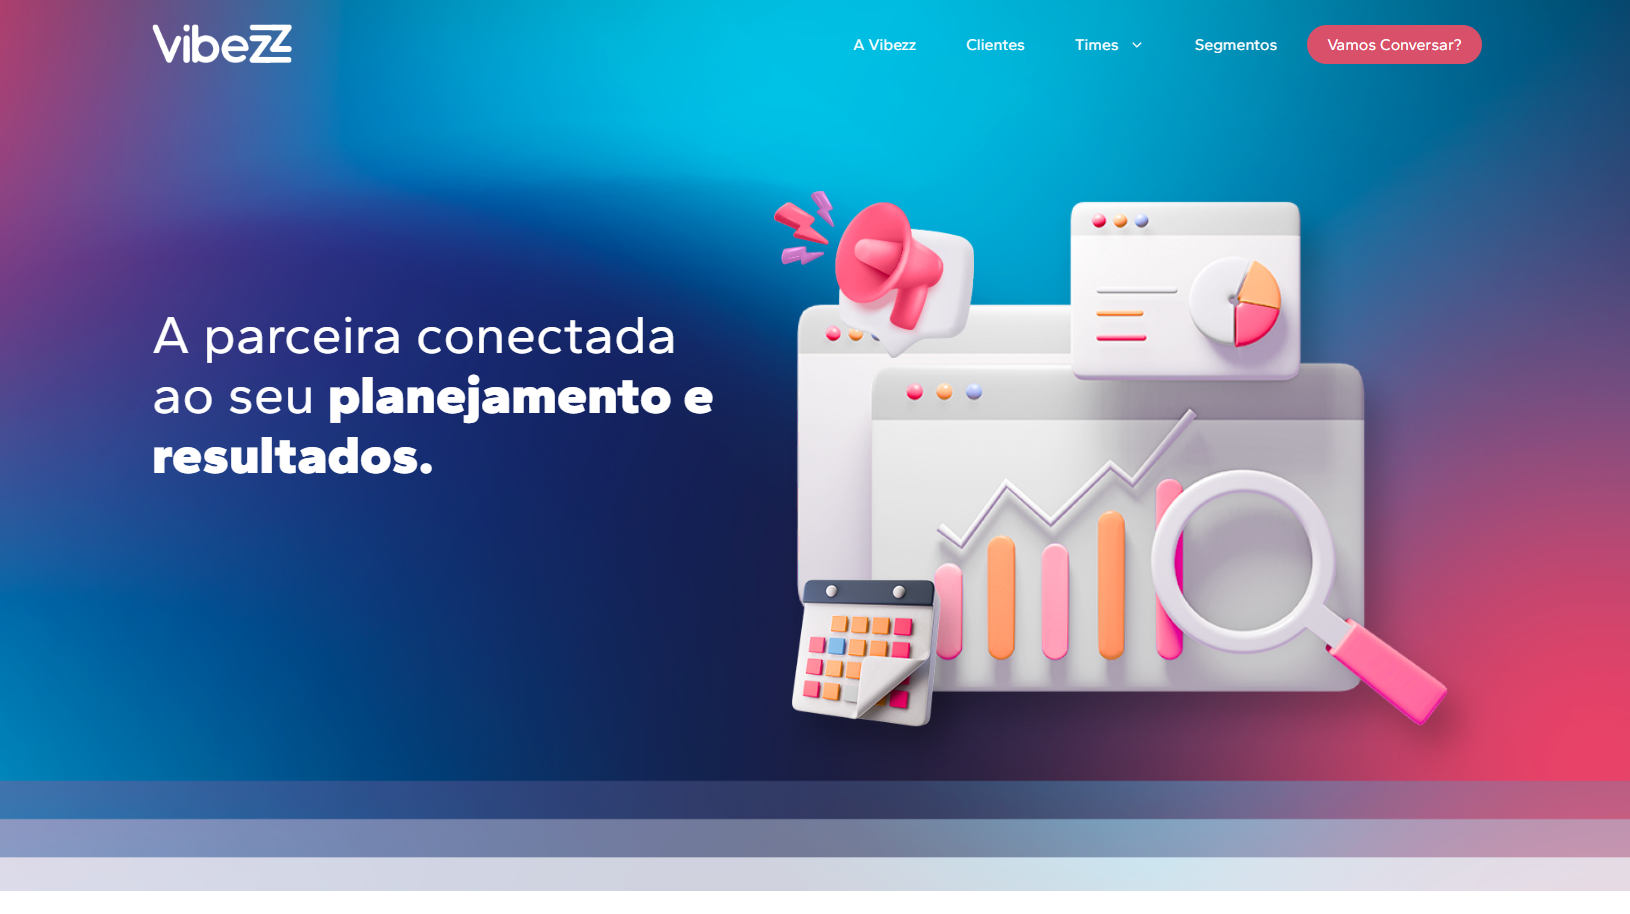 vibezz
A Vibezz
Clientes
Times
Segmentos
Vamos Conversar?
A parceira conectada
ao seu planejamento e
resultados.